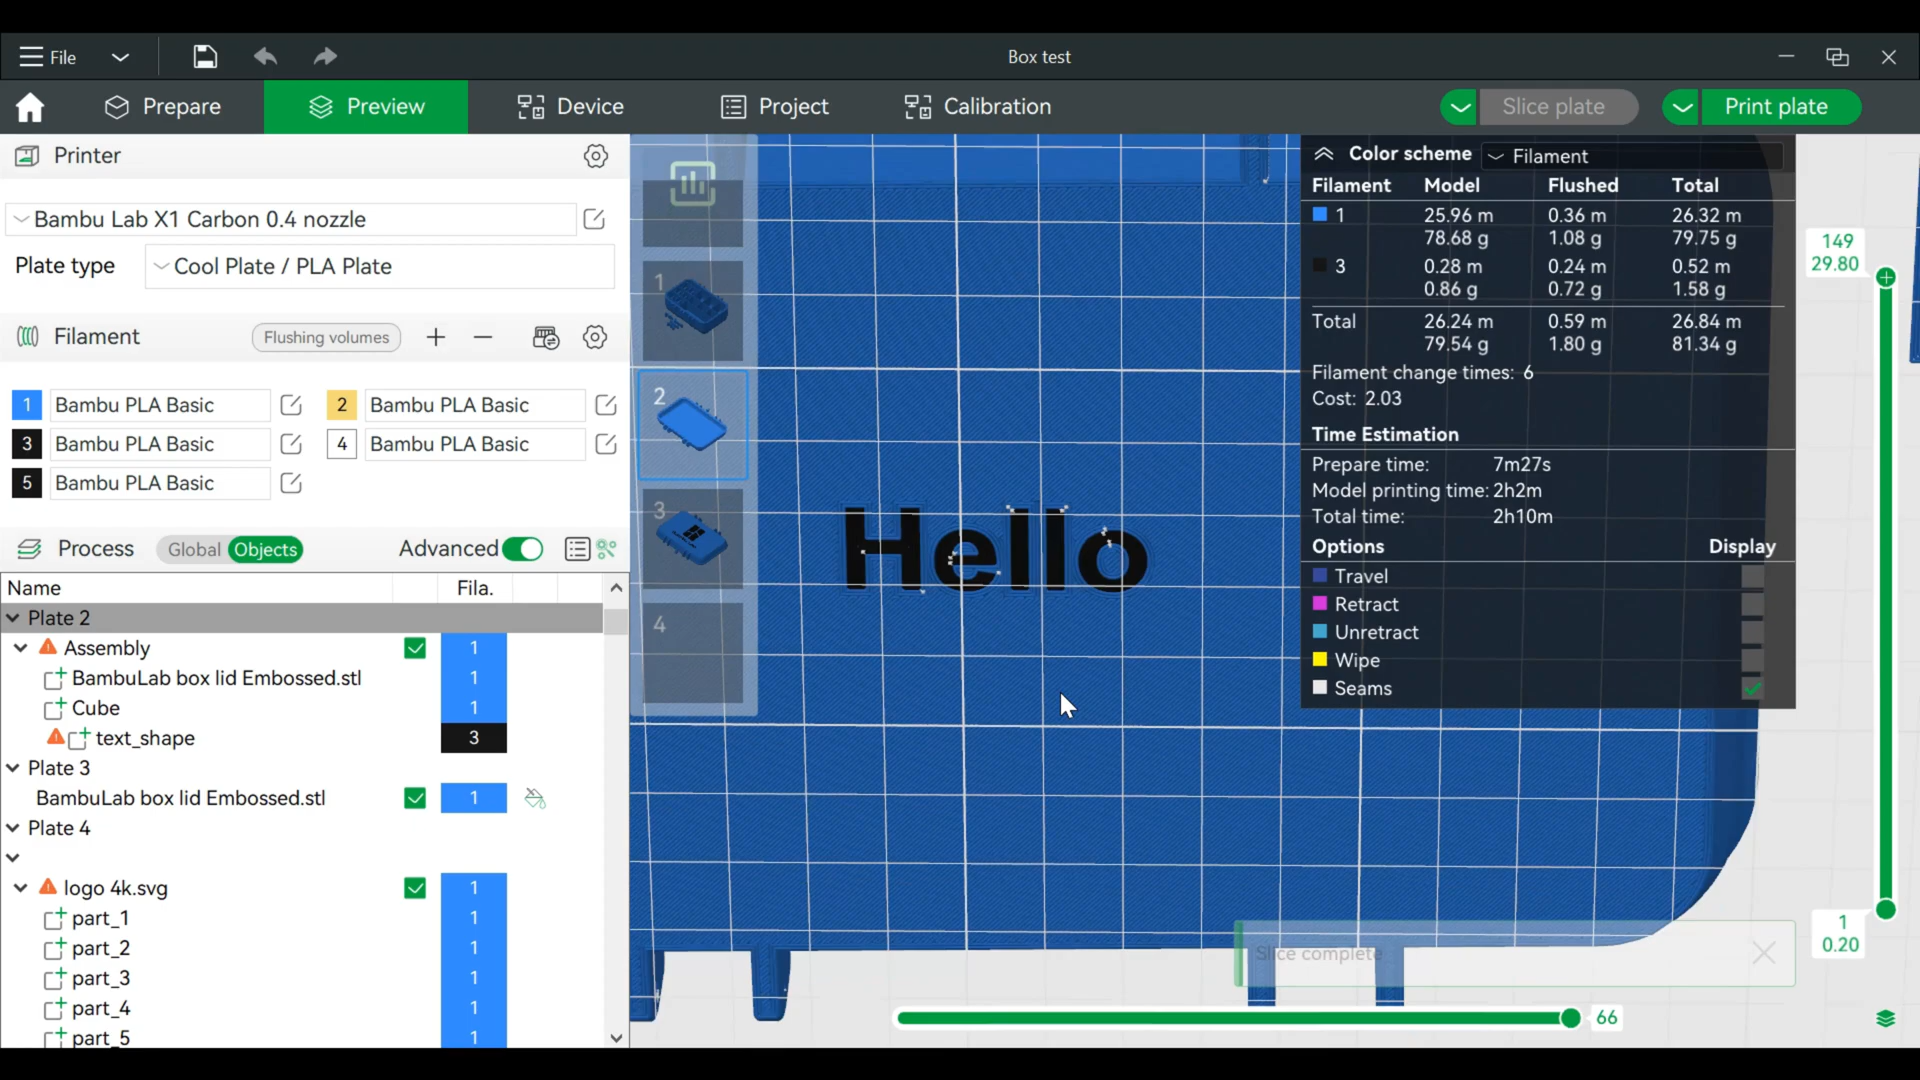 File
Box test
Prepare
Preview
Device
Project
Calibration
Slice plate
Print plate
Printer
Bambu Lab X1 Carbon 0.4 nozzle
Plate type
Cool Plate / PLA Plate
Filament
Flushing volumes
1 Bambu PLA Basic
2 Bambu PLA Basic
3 Bambu PLA Basic
4 Bambu PLA Basic
5 Bambu PLA Basic
Process
Global
Objects
Advanced
Name Fila.
Plate 2
Assembly 1
BambuLab box lid Embossed.stl 1
Cube 1
text_shape 3
Plate 3
BambuLab box lid Embossed.stl 1
Plate 4
logo 4k.svg 1
part_1 1
part_2 1
part_3 1
part_4 1
part_5 1
1
2
3
4
Hello
Color scheme Filament
Filament Model Flushed Total
1 25.96 m 0.36 m 26.32 m
78.68 g 1.08 g 79.75 g
3 0.28 m 0.24 m 0.52 m
0.86 g 0.72 g 1.58 g
Total 26.24 m 0.59 m 26.84 m
79.54 g 1.80 g 81.34 g
Filament change times: 6
Cost: 2.03
Time Estimation
Prepare time: 7m27s
Model printing time: 2h2m
Total time: 2h10m
Options Display
Travel
Retract
Unretract
Wipe
Seams
149
29.80
1
0.20
Slice complete
66